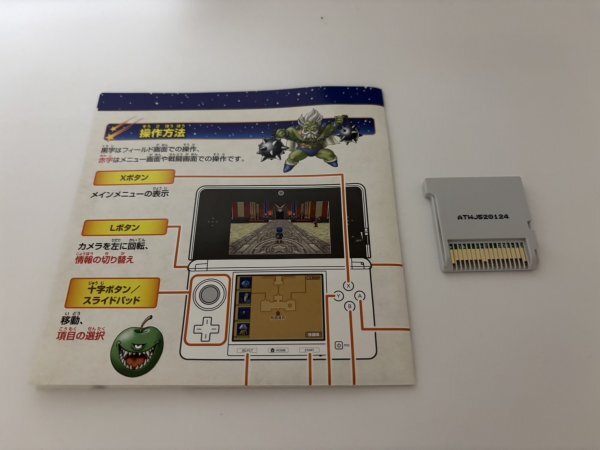 操作方法
黒字はフィールド画面での操作、
赤字はメニュー画面や戦闘画面での操作です。
Xボタン
メインメニューの表示
Lボタン
カメラを左に回転、
情報の切り替え
十字ボタン/
スライドパッド
移動、
項目の選択
X
Y
A
B
SELECT
HOME
START
ATWJ520124